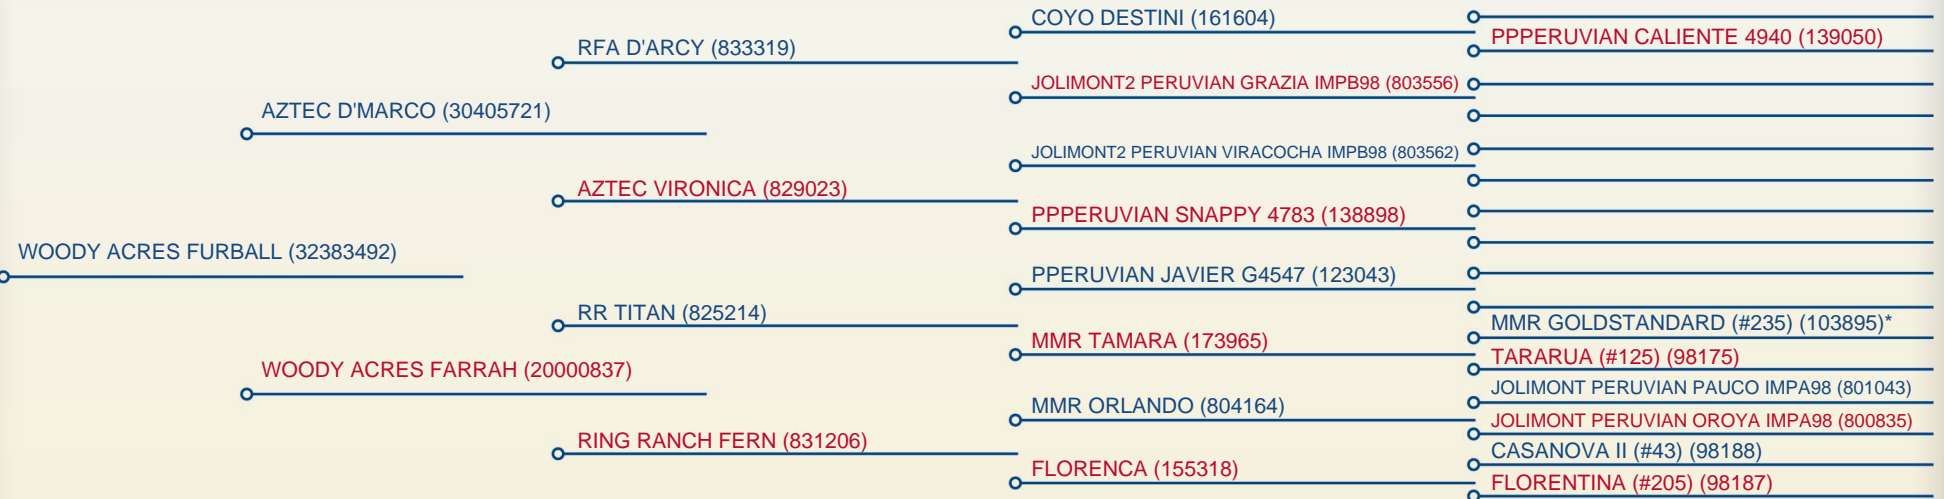 COYO DESTINI (161604)
PPPERUVIAN CALIENTE 4940 (139050)
RFA D'ARCY (833319)
JOLIMONT2 PERUVIAN GRAZIA IMPB98 (803556)
AZTEC D'MARCO (30405721)
JOLIMONT2 PERUVIAN VIRACOCHA IMPB98 (803562)
AZTEC VIRONICA (829023)
PPPERUVIAN SNAPPY 4783 (138898)
WOODY ACRES FURBALL (32383492)
PPERUVIAN JAVIER G4547 (123043)
RR TITAN (825214)
MMR GOLDSTANDARD (#235) (103895)*
MMR TAMARA (173965)
TARARUA (#125) (98175)
WOODY ACRES FARRAH (20000837)
JOLIMONT PERUVIAN PAUCO IMPA98 (801043)
MMR ORLANDO (804164)
JOLIMONT PERUVIAN OROYA IMPA98 (800835)
RING RANCH FERN (831206)
CASANOVA II (#43) (98188)
FLORENCA (155318)
FLORENTINA (#205) (98187)